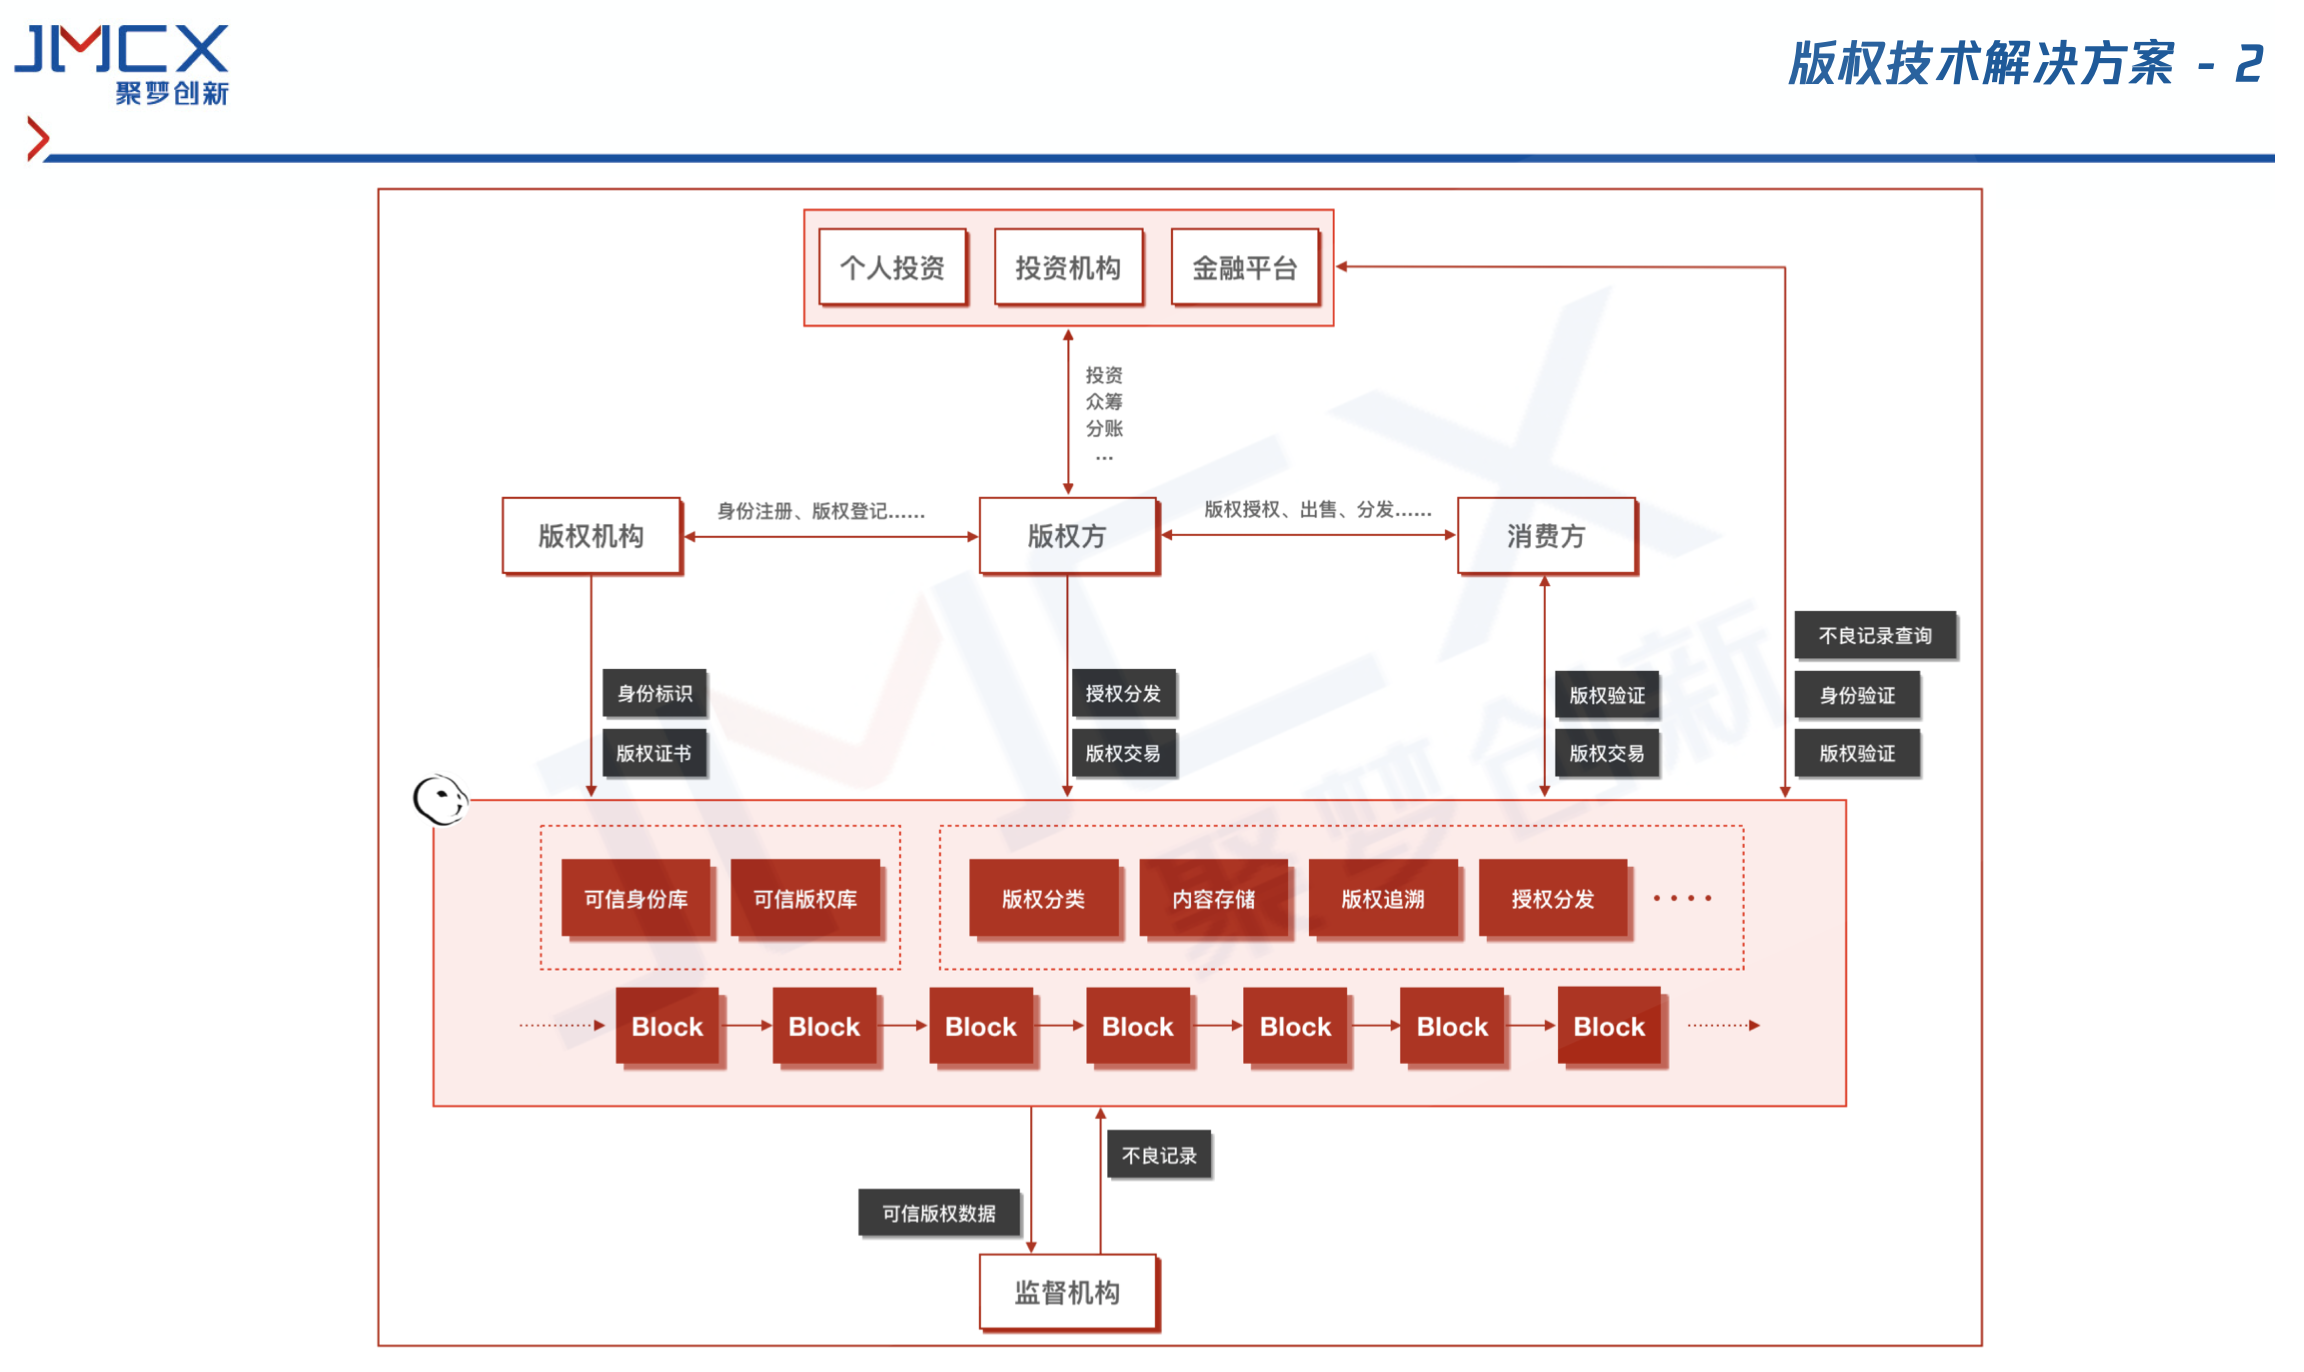 JMCX
聚梦创新
版权技术解决方案 - 2
个人投资
投资机构
金融平台
投资
众筹
分账
...
版权机构
身份注册、版权登记......
版权方
版权授权、出售、分发......
消费方
不良记录查询
身份标识
授权分发
版权验证
身份验证
版权证书
版权交易
版权交易
版权验证
可信身份库
可信版权库
版权分类
内容存储
版权追溯
授权分发
....
Block
Block
Block
Block
Block
Block
Block
不良记录
可信版权数据
监督机构
JMCX
聚梦创新